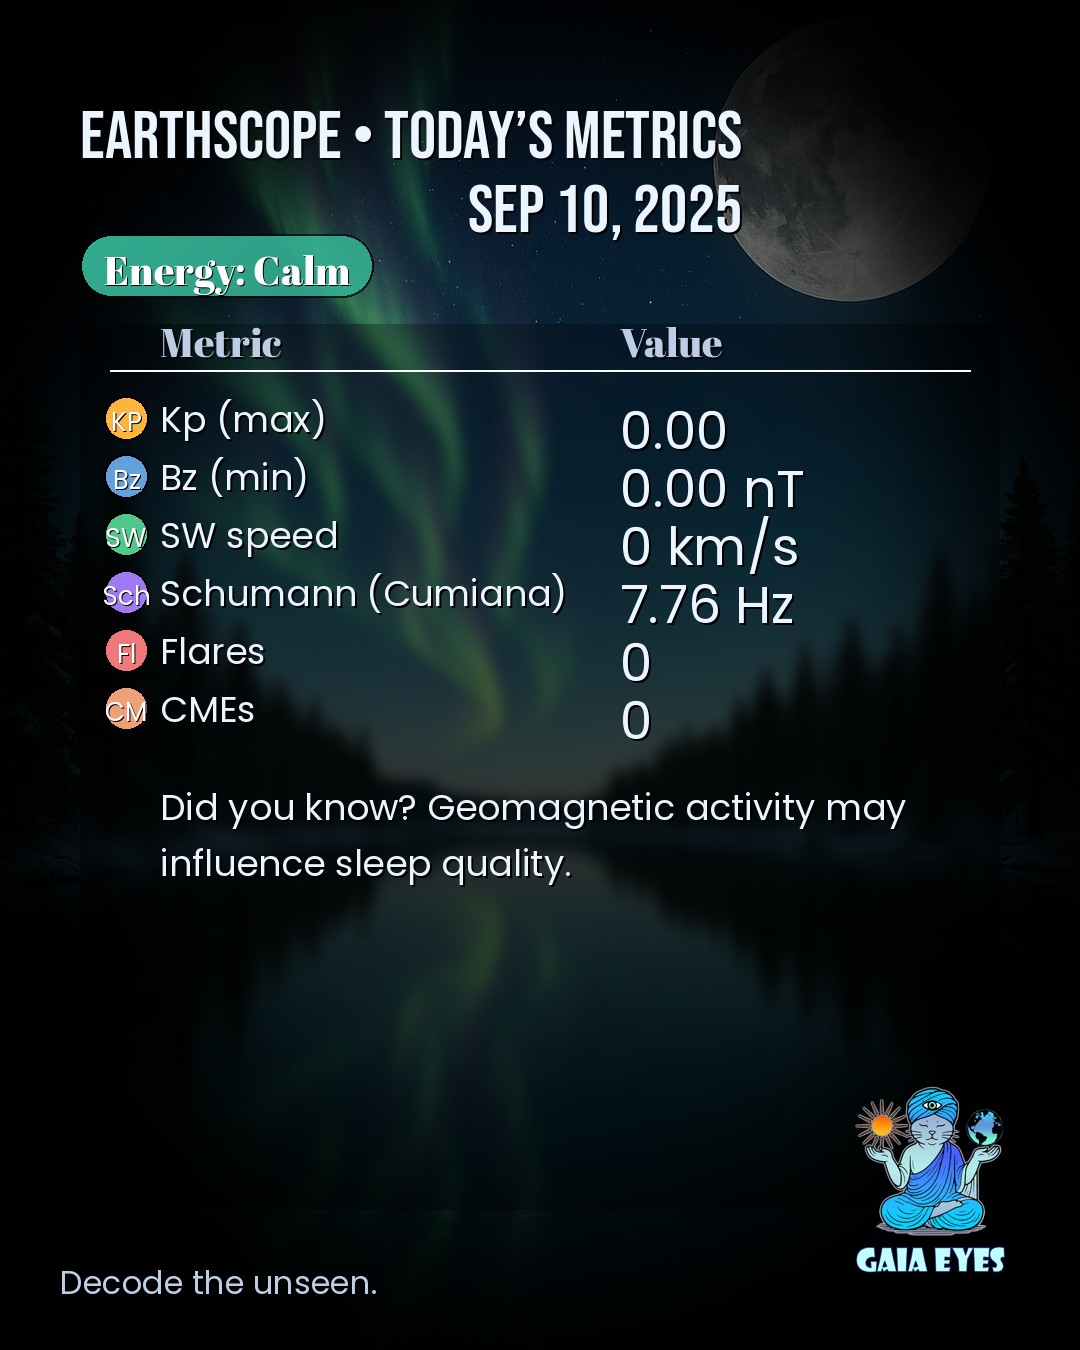 EARTHSCOPE • TODAY’S METRICS
SEP 10, 2025
Energy: Calm
Metric Value
KP Kp (max) 0.00
Bz Bz (min) 0.00 nT
SW SW speed 0 km/s
Sch Schumann (Cumiana) 7.76 Hz
Fl Flares 0
CM CMEs 0
Did you know? Geomagnetic activity may
influence sleep quality.
GAIA EYES
Decode the unseen.